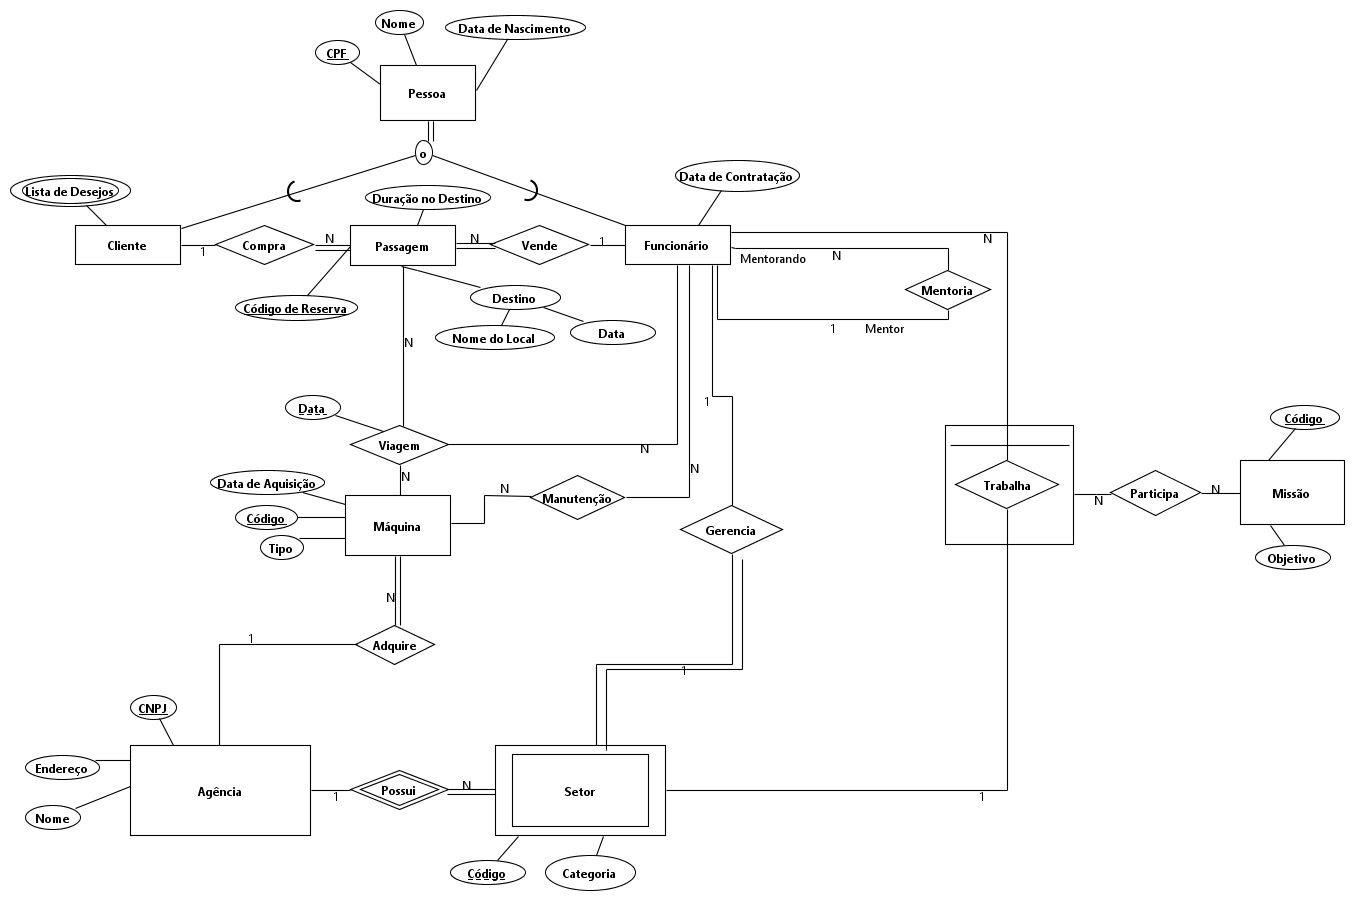 Nome
Data de Nascimento
CPF
Pessoa
o
Lista de Desejos
Duração no Destino
Data de Contratação
Cliente
1
Compra
N
Passagem
N
Vende
1
Funcionário
N
Mentorando
N
Mentoria
1
Mentor
Código de Reserva
Destino
Nome do Local
Data
N
Data
Viagem
N
N
1
Código
Data de Aquisição
Código
Tipo
Máquina
N
Manutenção
N
Gerencia
Trabalha
N
Participa
N
Missão
Objetivo
N
1
Adquire
1
CNPJ
Endereço
Nome
Agência
1
Possui
N
Setor
1
Código
Categoria